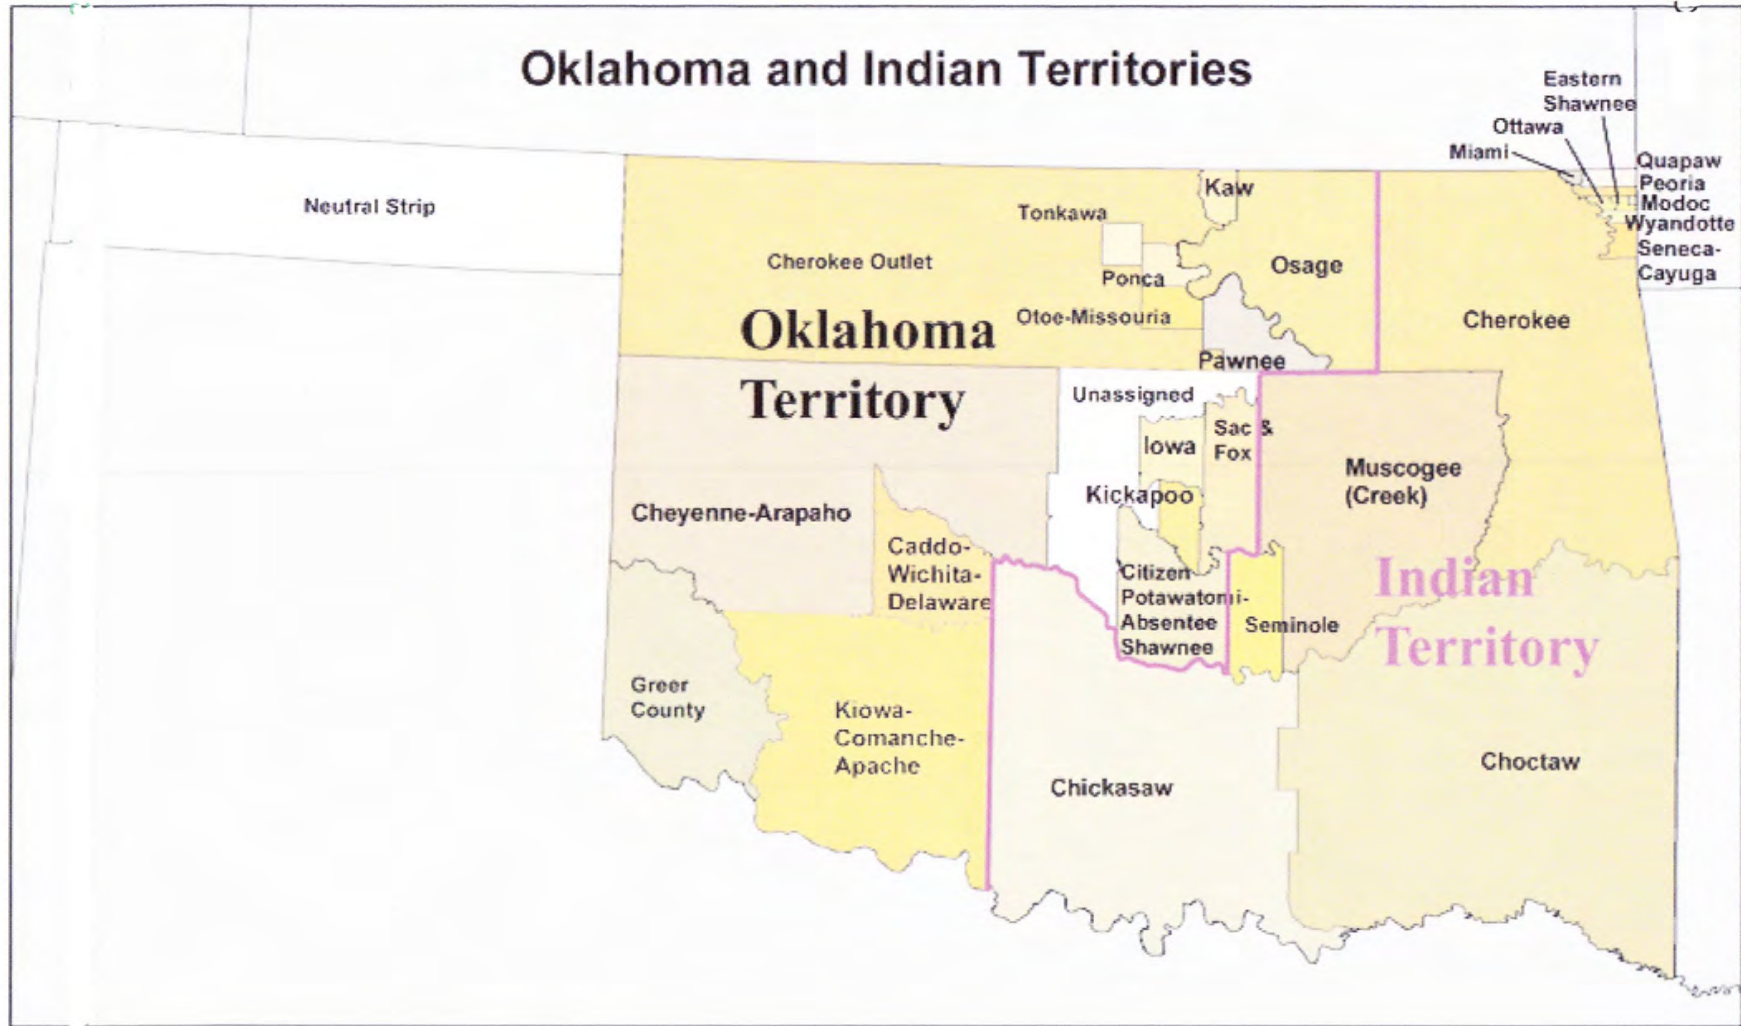 Oklahoma and Indian Territories
Eastern
Shawnee
Ottawa
Miami
Quapaw
Peoria
Modoc
Wyandotte
Seneca-
Cayuga
Neutral Strip
Kaw
Tonkawa
Cherokee Outlet
Ponca
Osage
Otoe-Missouria
Cherokee
Oklahoma
Territory
Pawnee
Unassigned
Iowa
Sac &
Fox
Kickapoo
Muscogee
(Creek)
Cheyenne-Arapaho
Caddo-
Wichita-
Delaware
Citizen
Potawatomi-
Absentee
Shawnee
Seminole
Indian
Territory
Greer
County
Kiowa-
Comanche-
Apache
Chickasaw
Choctaw